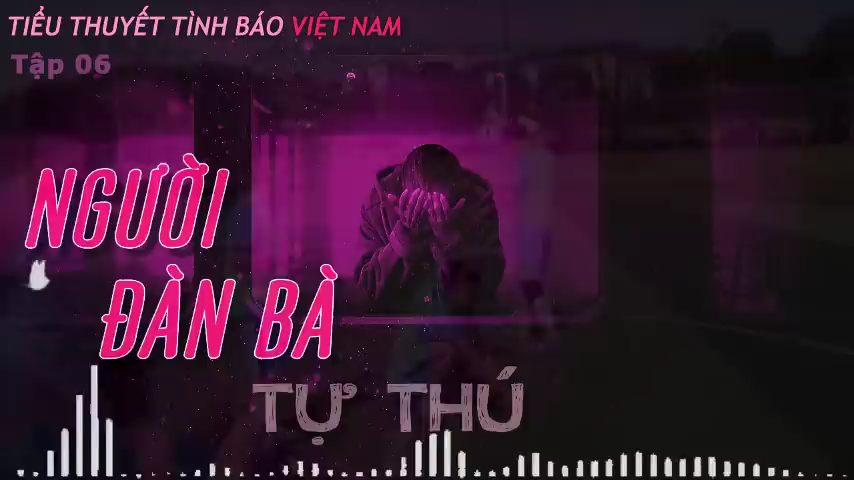 TIỂU THUYẾT TÌNH BÁO VIỆT NAM
Tập 06
NGƯỜI
ĐÀN BÀ
TỰ THÚ